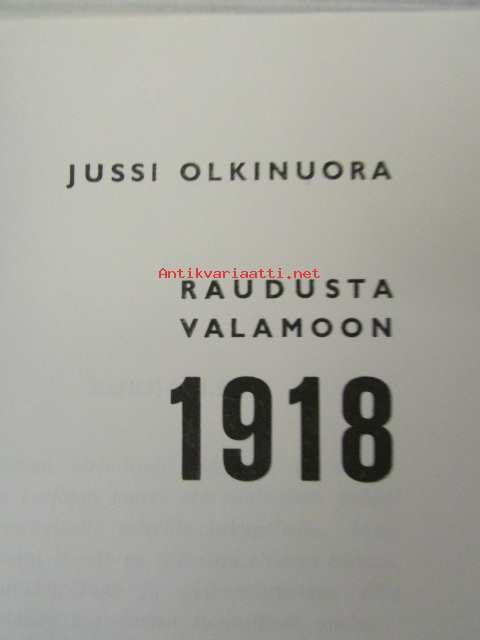 JUSSI OLKINUORA
Antikvariaatti.net
RAUDUSTA
VALAMOON
1918